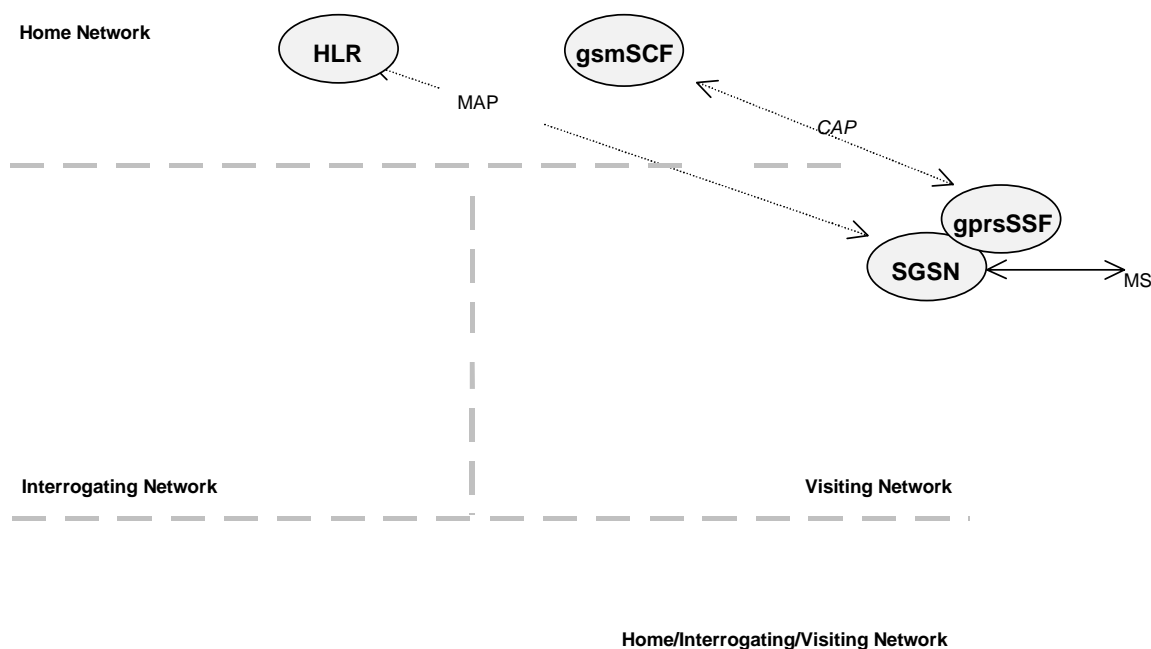 Home Network
HLR
gsmSCF
MAP
CAP
gprsSSF
SGSN
MS
Interrogating Network
Visiting Network
Home/Interrogating/Visiting Network